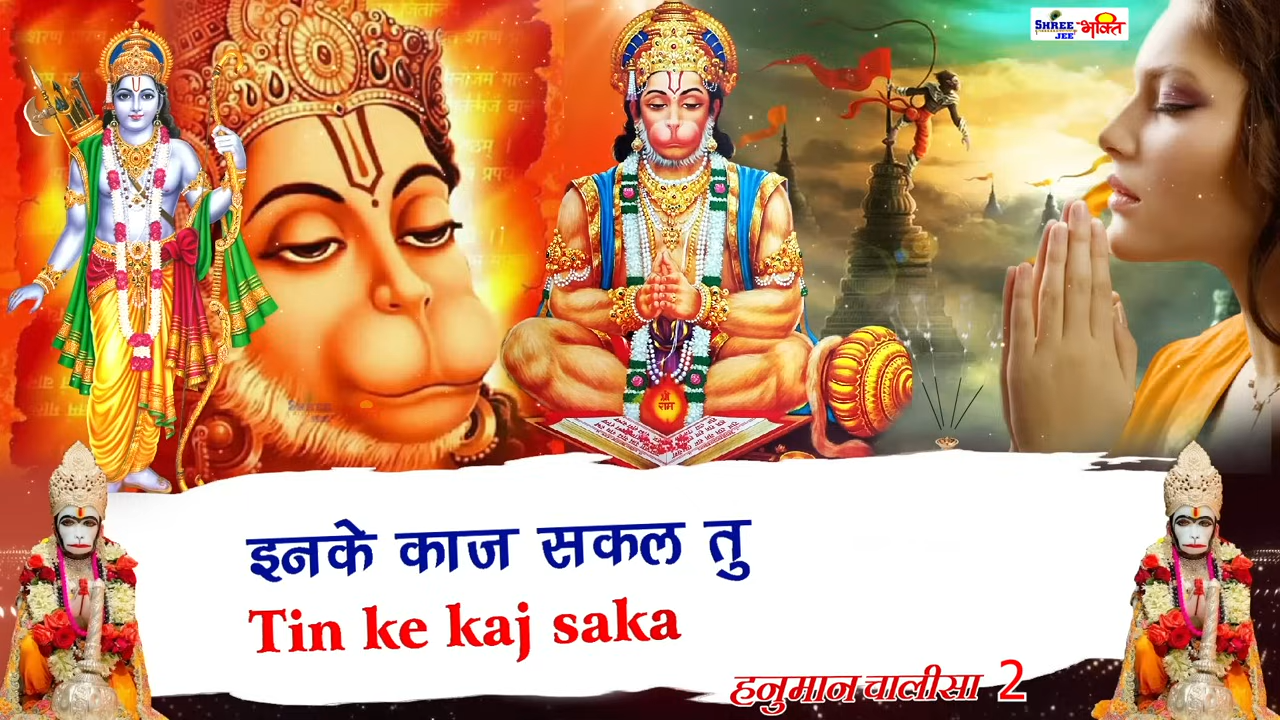 SHREE भक्ति
JEE
श्री
राम
इनके काज सकल तु
Tin ke kaj saka
हनुमान चालीसा 2